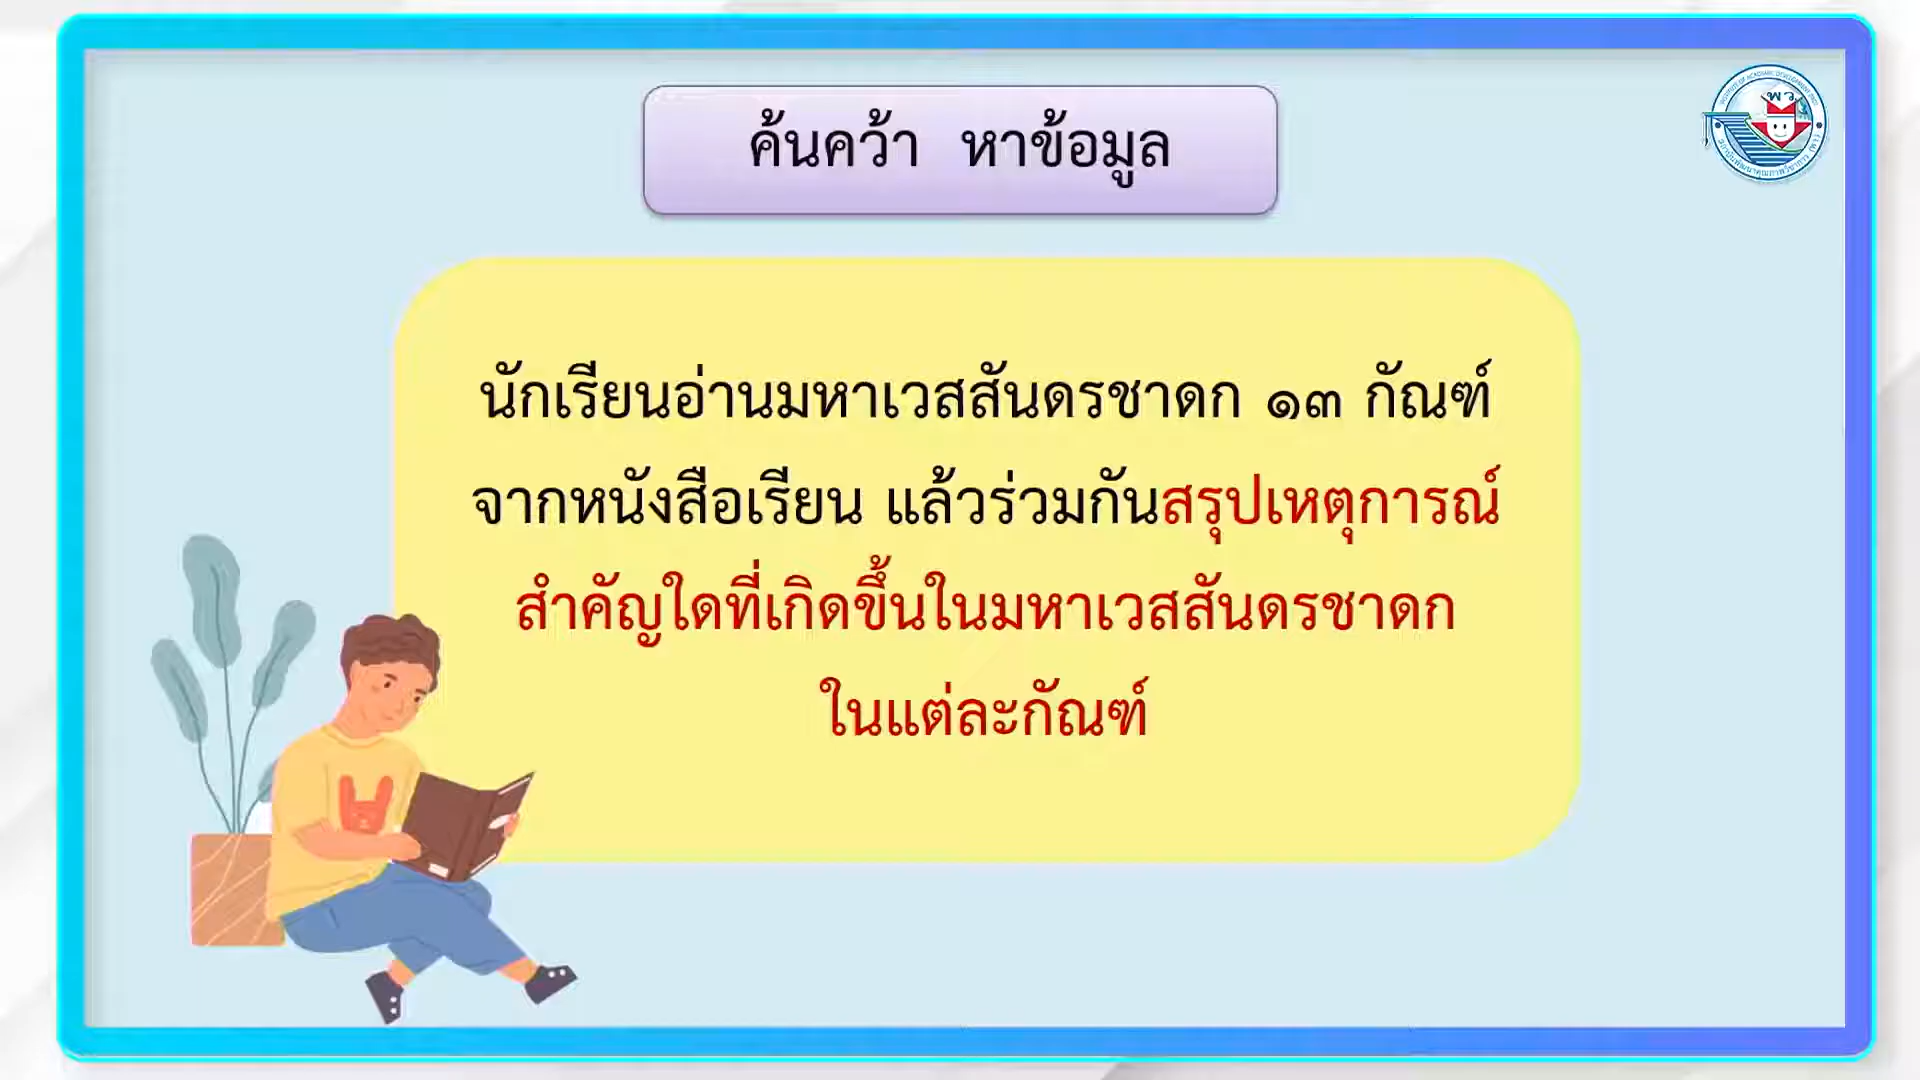 ค้นคว้า หาข้อมูล
พว
นักเรียนอ่านมหาเวสสันดรชาดก ๑๓ กัณฑ์
จากหนังสือเรียน แล้วร่วมกันสรุปเหตุการณ์
สำคัญใดที่เกิดขึ้นในมหาเวสสันดรชาดก
ในแต่ละกัณฑ์